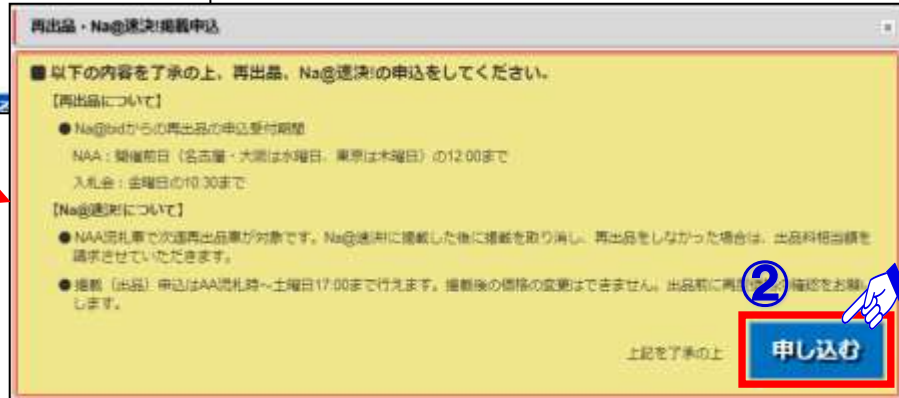 再出品・Na@速決!掲載申込
■以下の内容を了承の上、再出品、Na@速決!の申込をしてください。
【再出品について】
●Na@bidからの再出品の申込受付期間
NAA：開催前日（名古屋・大阪は水曜日、東京は木曜日）の12:00まで
入札会：金曜日の10:30まで
【Na@速決!について】
●NAA流札車で次週再出品車が対象です。Na@速決!に掲載した後に掲載を取り消し、再出品をしなかった場合は、出品料相当額を
請求させていただきます。
●掲載（出品）申込はAA流札時～土曜日17:00まで行えます。掲載後の価格の変更はできません。出品前に再度の確認をお願い
します。
②
上記を了承の上
申し込む